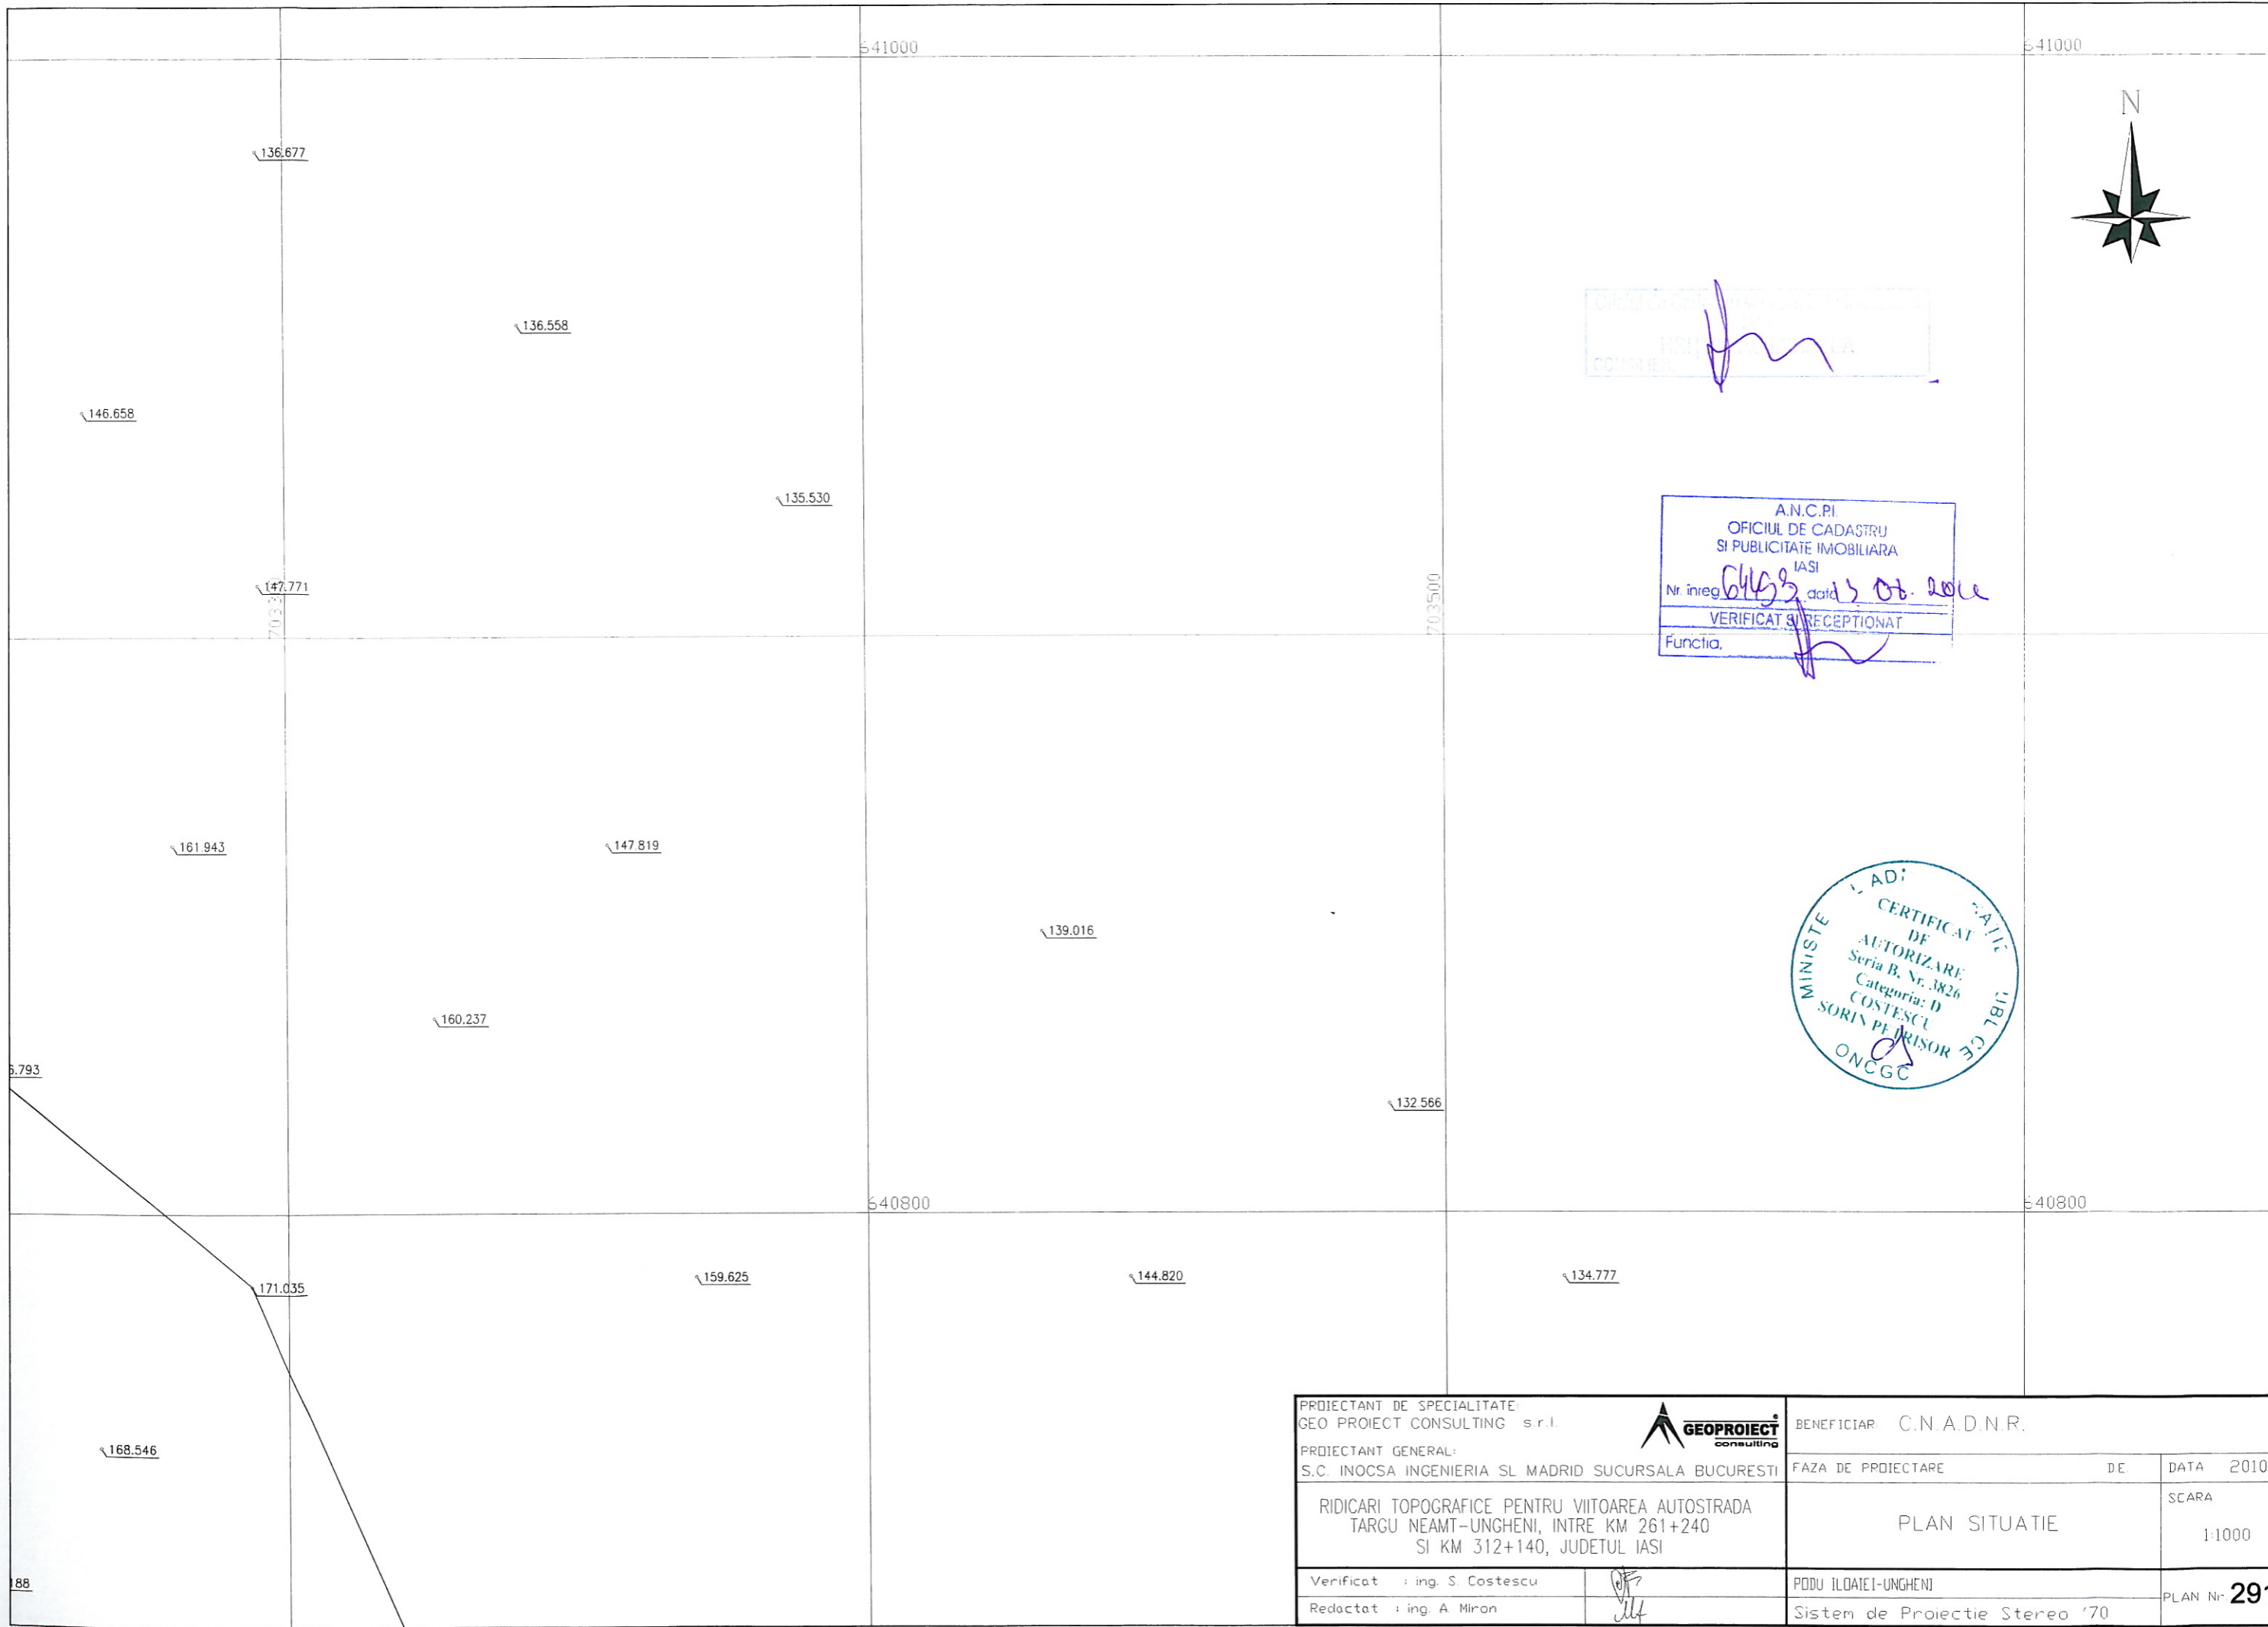 641000
641000
N
136.677
136.558
146.658
135.530
147.771
703500
A.N.C.P.I.
OFICIUL DE CADASTRU
SI PUBLICITATE IMOBILIARA
IASI
Nr. înreg data
VERIFICAT SI RECEPTIONAT
Functia,
161.943
147.819
139.016
160.237
132.566
CERTIFICAT
DE
AUTORIZARE
Seria B, Nr. 3826
Categoria: D
COSTESCU
SORIN PETRISOR
ONCGC
640800
640800
171.035
159.625
144.820
134.777
168.546
PROIECTANT DE SPECIALITATE:
GEO PROIECT CONSULTING s.r.l.
GEOPROIECT
consulting
PROIECTANT GENERAL:
S.C. INOCSA INGENIERIA SL MADRID SUCURSALA BUCURESTI
BENEFICIAR: C.N.A.D.N.R.
FAZA DE PROIECTARE DE
DATA 2010
RIDICARI TOPOGRAFICE PENTRU VIITOAREA AUTOSTRADA
TARGU NEAMT-UNGHENI, INTRE KM 261+240
SI KM 312+140, JUDETUL IASI
PLAN SITUATIE
SCARA
1:1000
Verificat : ing. S. Costescu
Redactat : ing. A. Miron
PODU ILOAIEI-UNGHENI
Sistem de Proiectie Stereo '70
PLAN Nr. 291